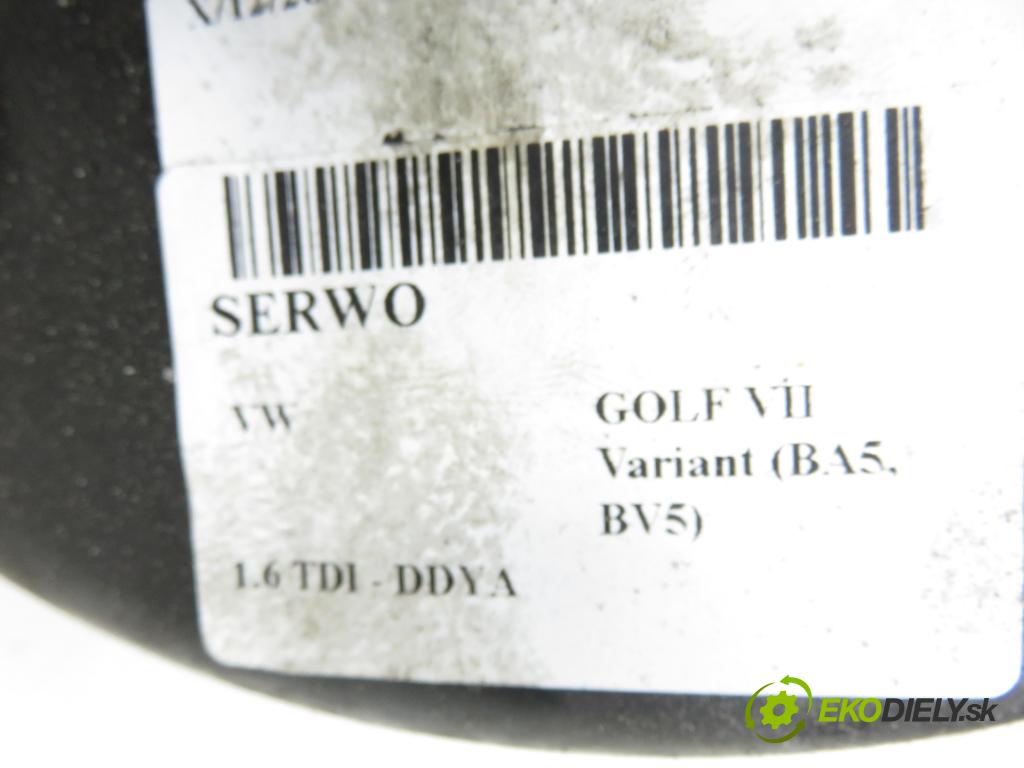 SERWO
VW
GOLF VII
Variant (BA5,
BV5)
1.6 TDI - DDYA
EKODIELY.sk